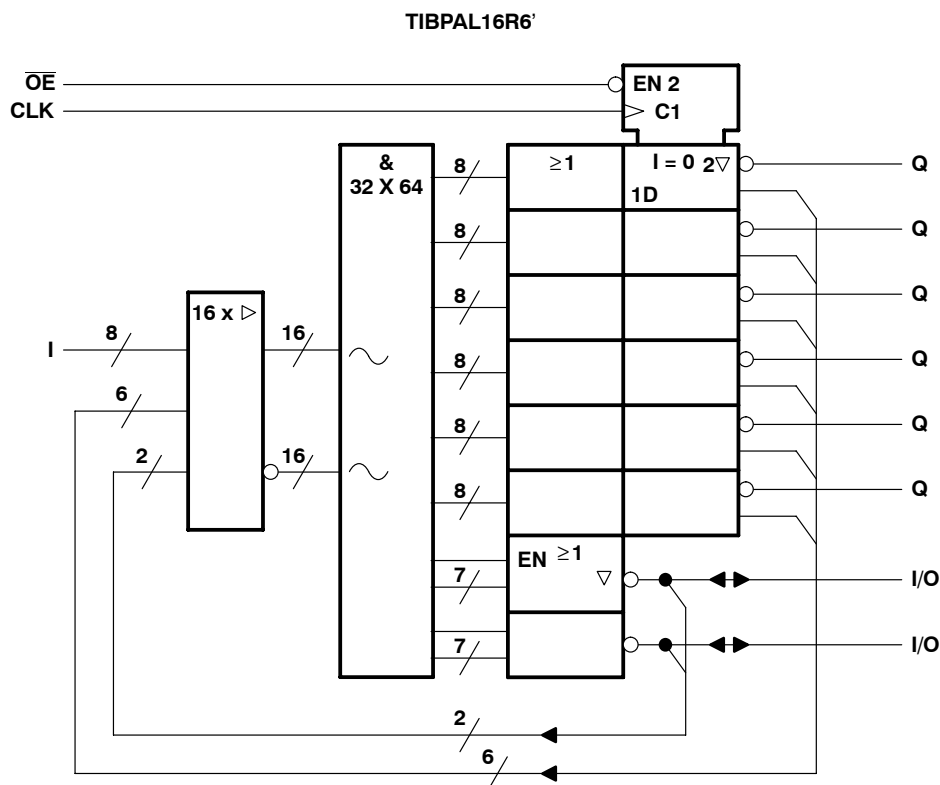 TIBPAL16R6'
OE
EN 2
CLK
C1
&
32 X 64
8
≥1
I = 0 2▽
1D
Q
8
Q
8
Q
16 x ▷
I
8
16
8
Q
6
8
Q
2
16
8
Q
EN ≥1
▽
7
I/O
7
I/O
2
6